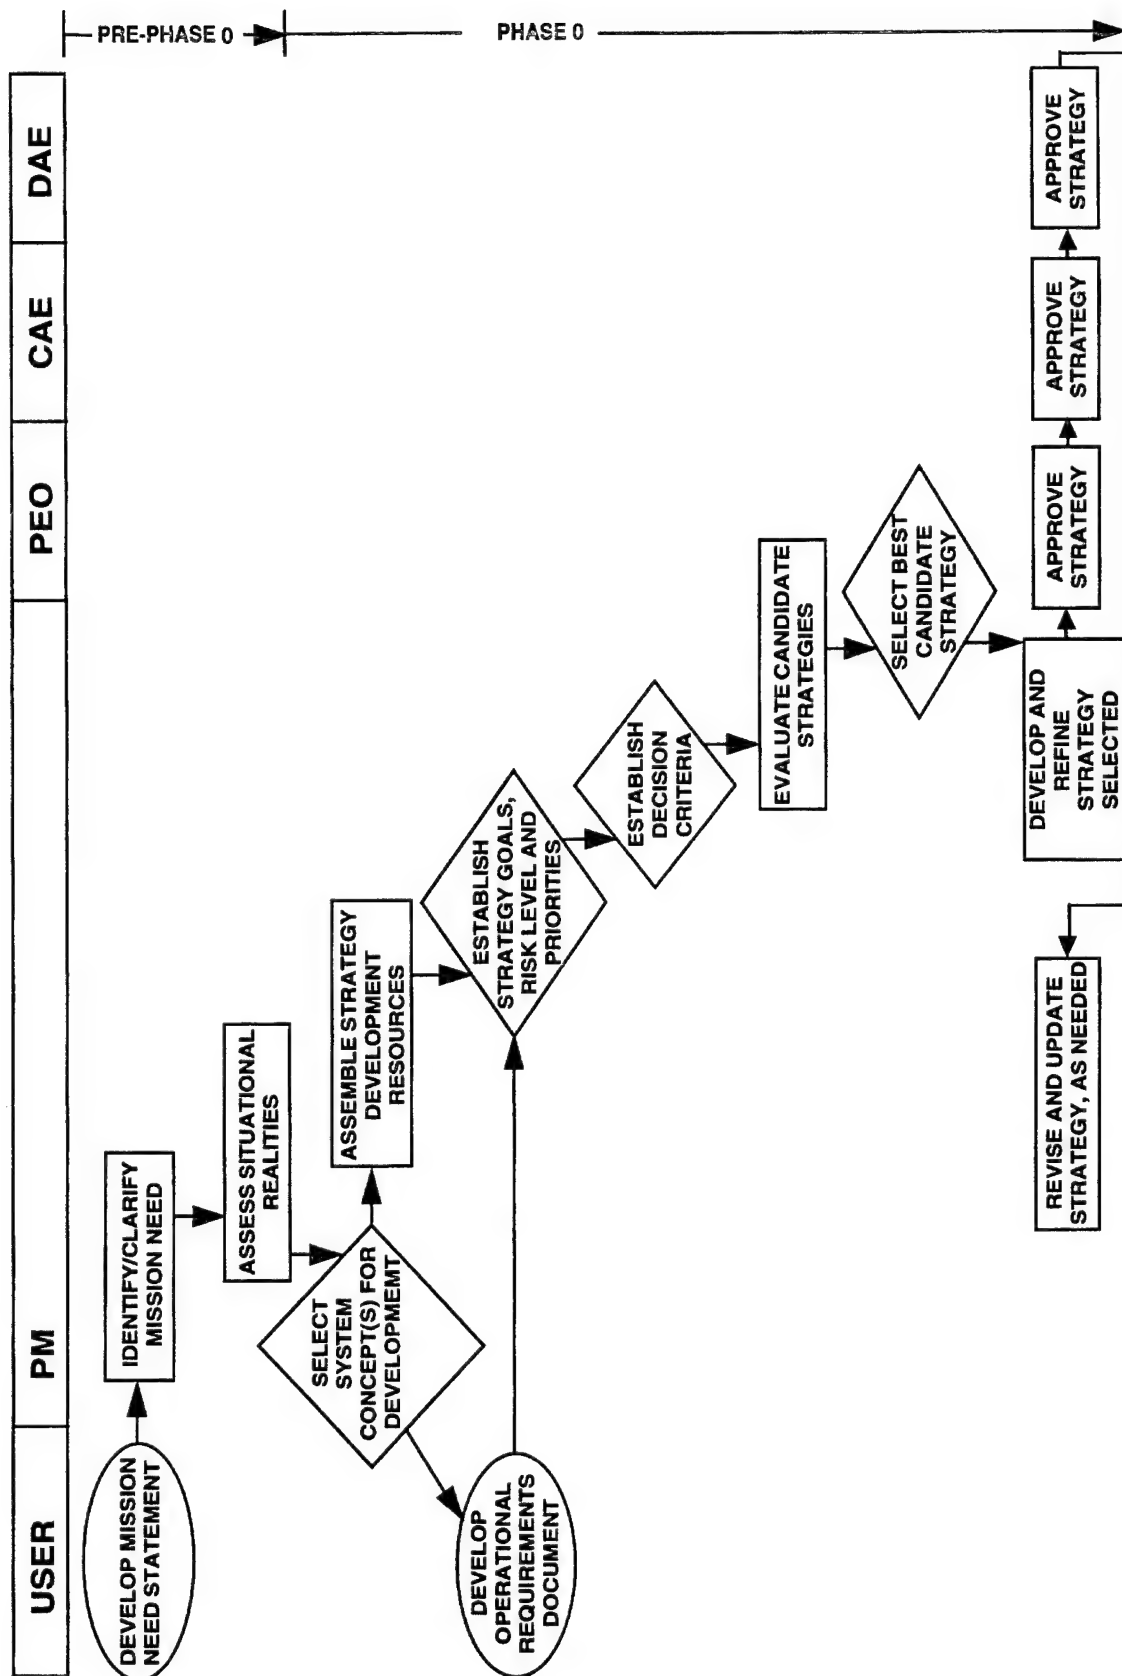 USER
PM
PEO
CAE
DAE
PRE-PHASE 0
PHASE 0
DEVELOP MISSION
NEED STATEMENT
IDENTIFY/CLARIFY
MISSION NEED
ASSESS SITUATIONAL
REALITIES
SELECT
SYSTEM
CONCEPT(S) FOR
DEVELOPMEMT
ASSEMBLE STRATEGY
DEVELOPMENT
RESOURCES
DEVELOP
OPERATIONAL
REQUIREMENTS
DOCUMENT
ESTABLISH
STRATEGY GOALS,
RISK LEVEL AND
PRIORITIES
ESTABLISH
DECISION
CRITERIA
EVALUATE CANDIDATE
STRATEGIES
SELECT BEST
CANDIDATE
STRATEGY
DEVELOP AND
REFINE
STRATEGY
SELECTED
APPROVE
STRATEGY
APPROVE
STRATEGY
APPROVE
STRATEGY
REVISE AND UPDATE
STRATEGY, AS NEEDED